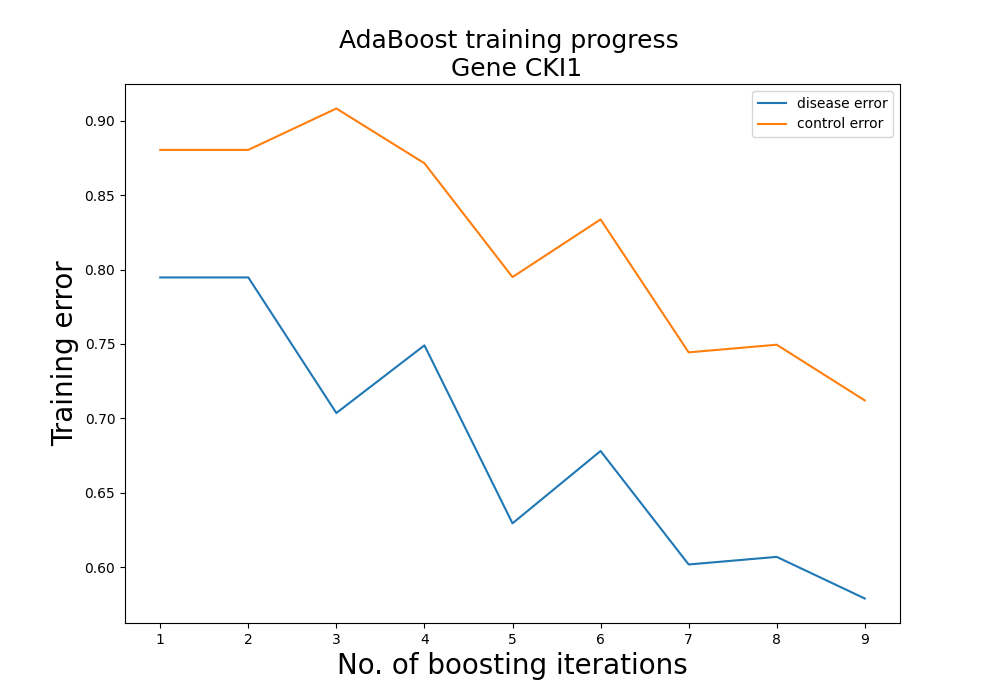 AdaBoost training progress
Gene CKI1
disease error
control error
0.90
0.85
0.80
0.75
0.70
0.65
0.60
Training error
1 2 3 4 5 6 7 8 9
No. of boosting iterations